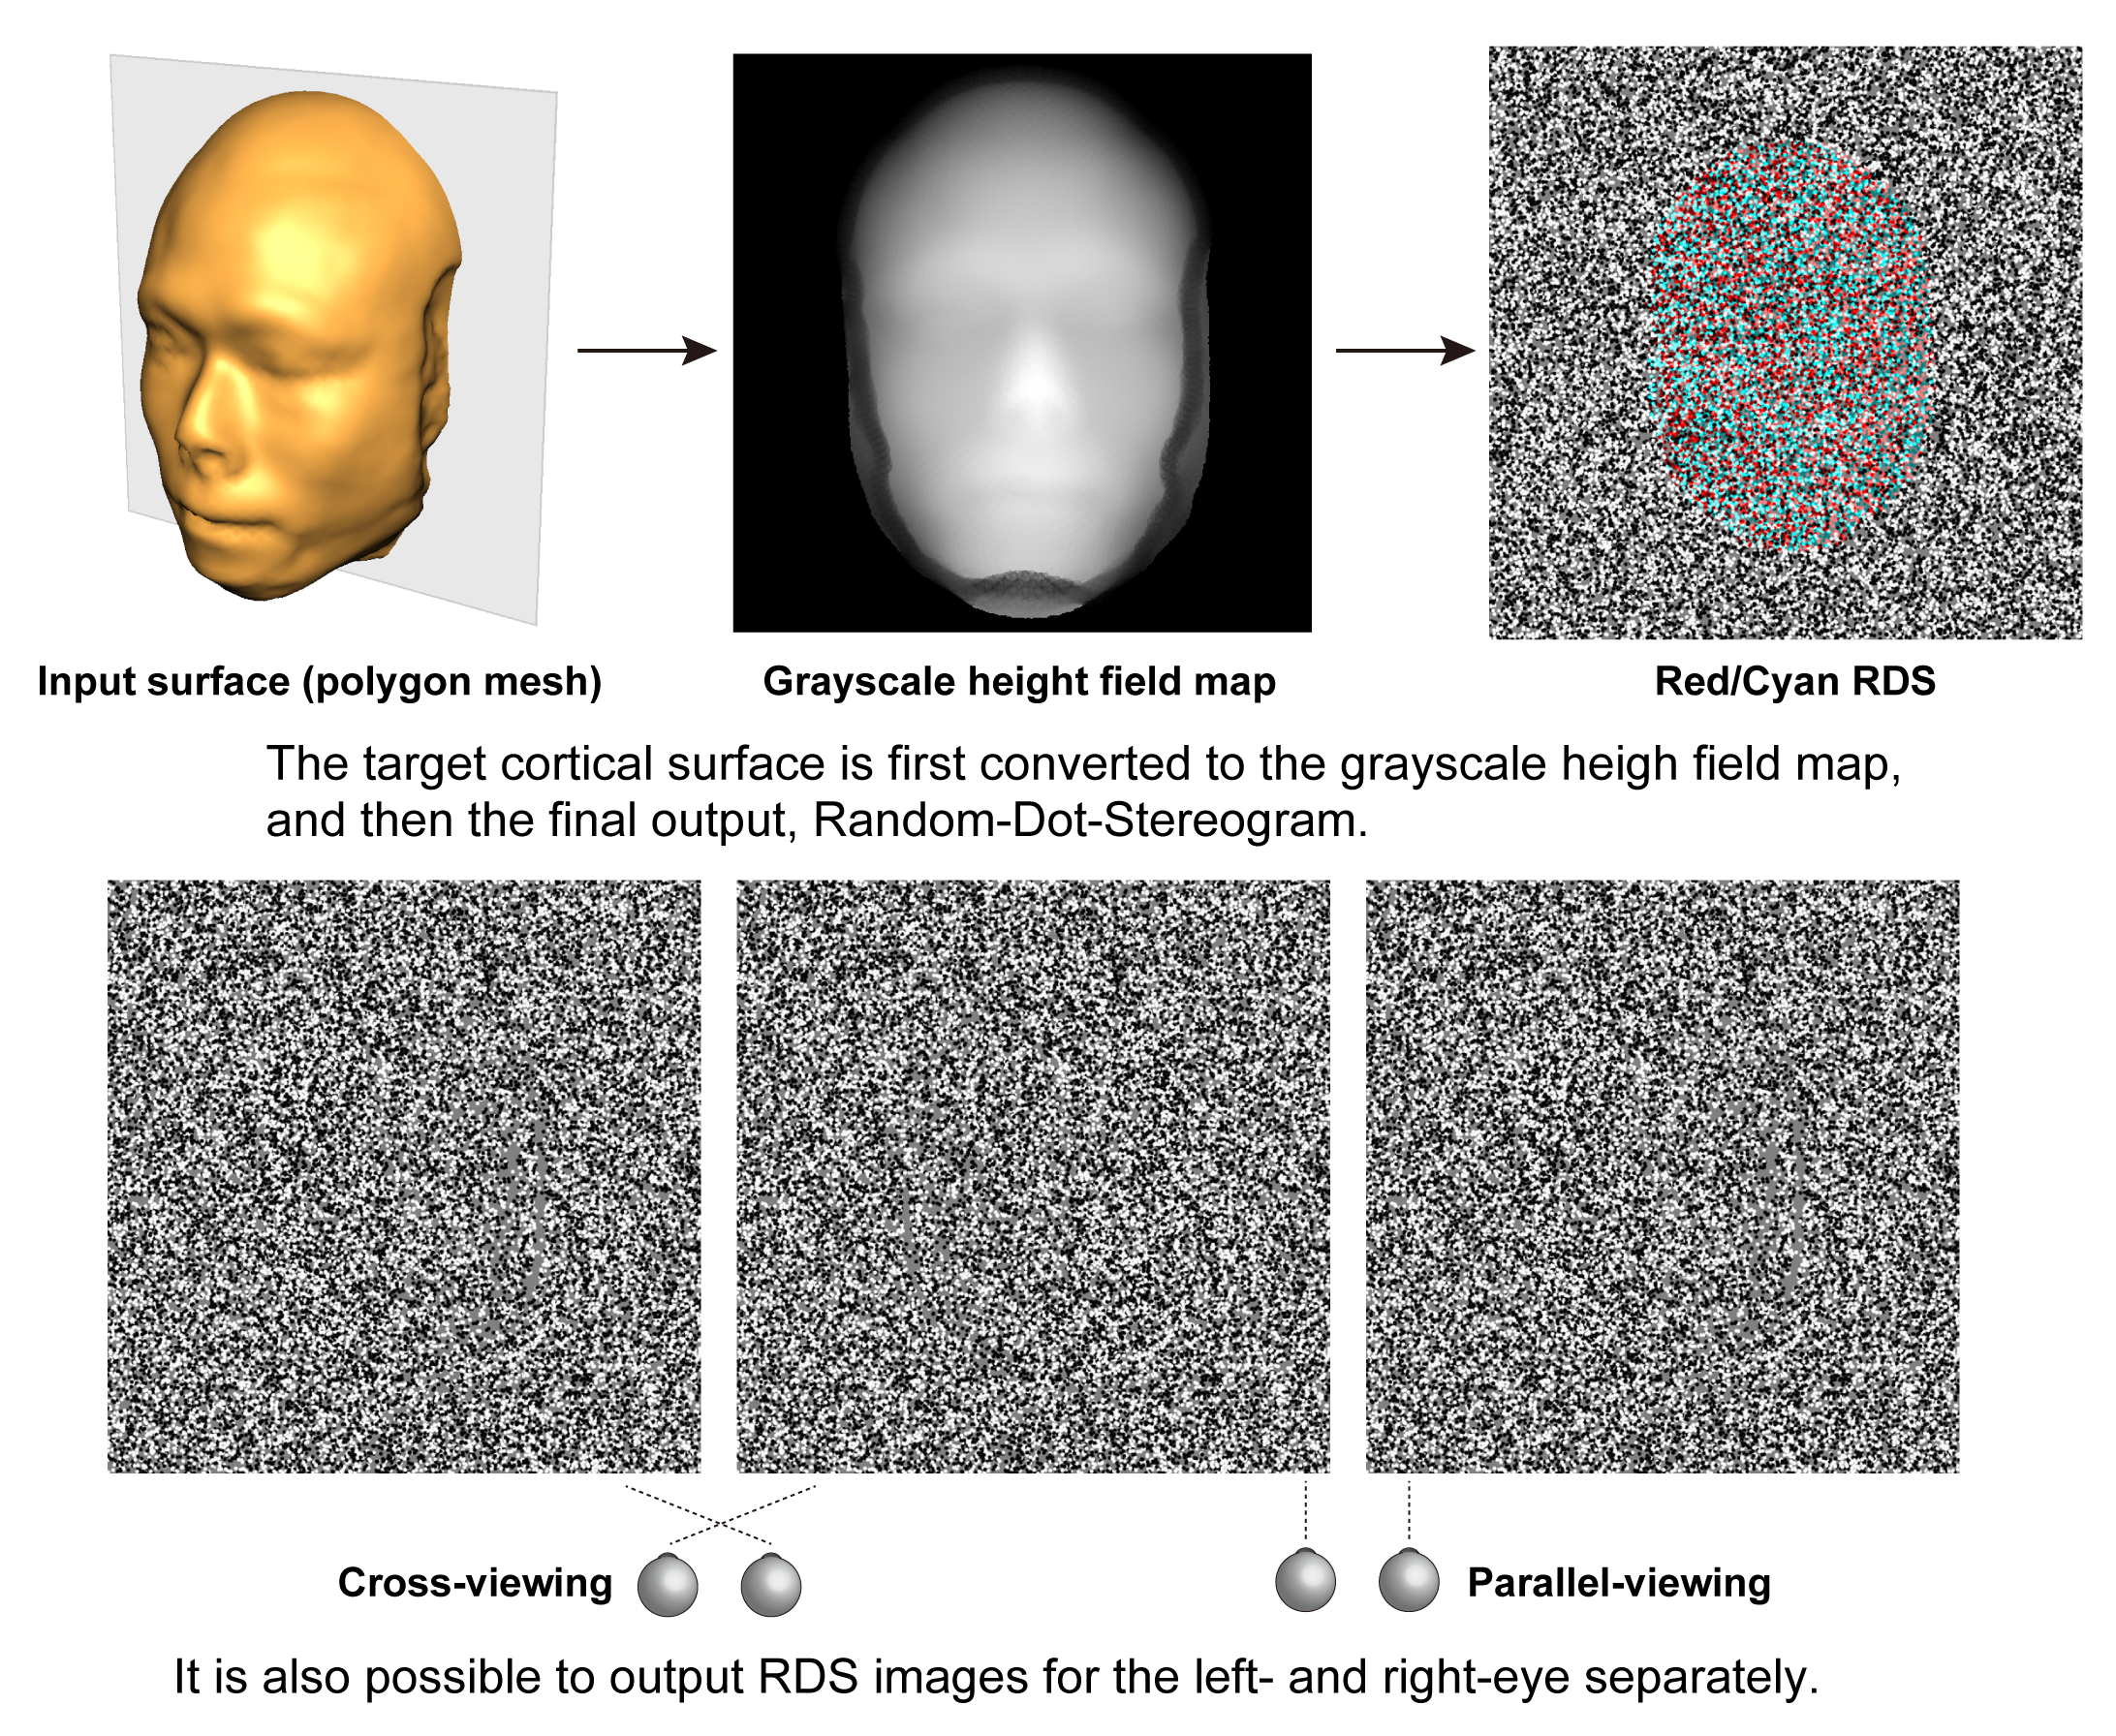 Input surface (polygon mesh)
Grayscale height field map
Red/Cyan RDS
The target cortical surface is first converted to the grayscale heigh field map,
and then the final output, Random-Dot-Stereogram.
Cross-viewing
Parallel-viewing
It is also possible to output RDS images for the left- and right-eye separately.